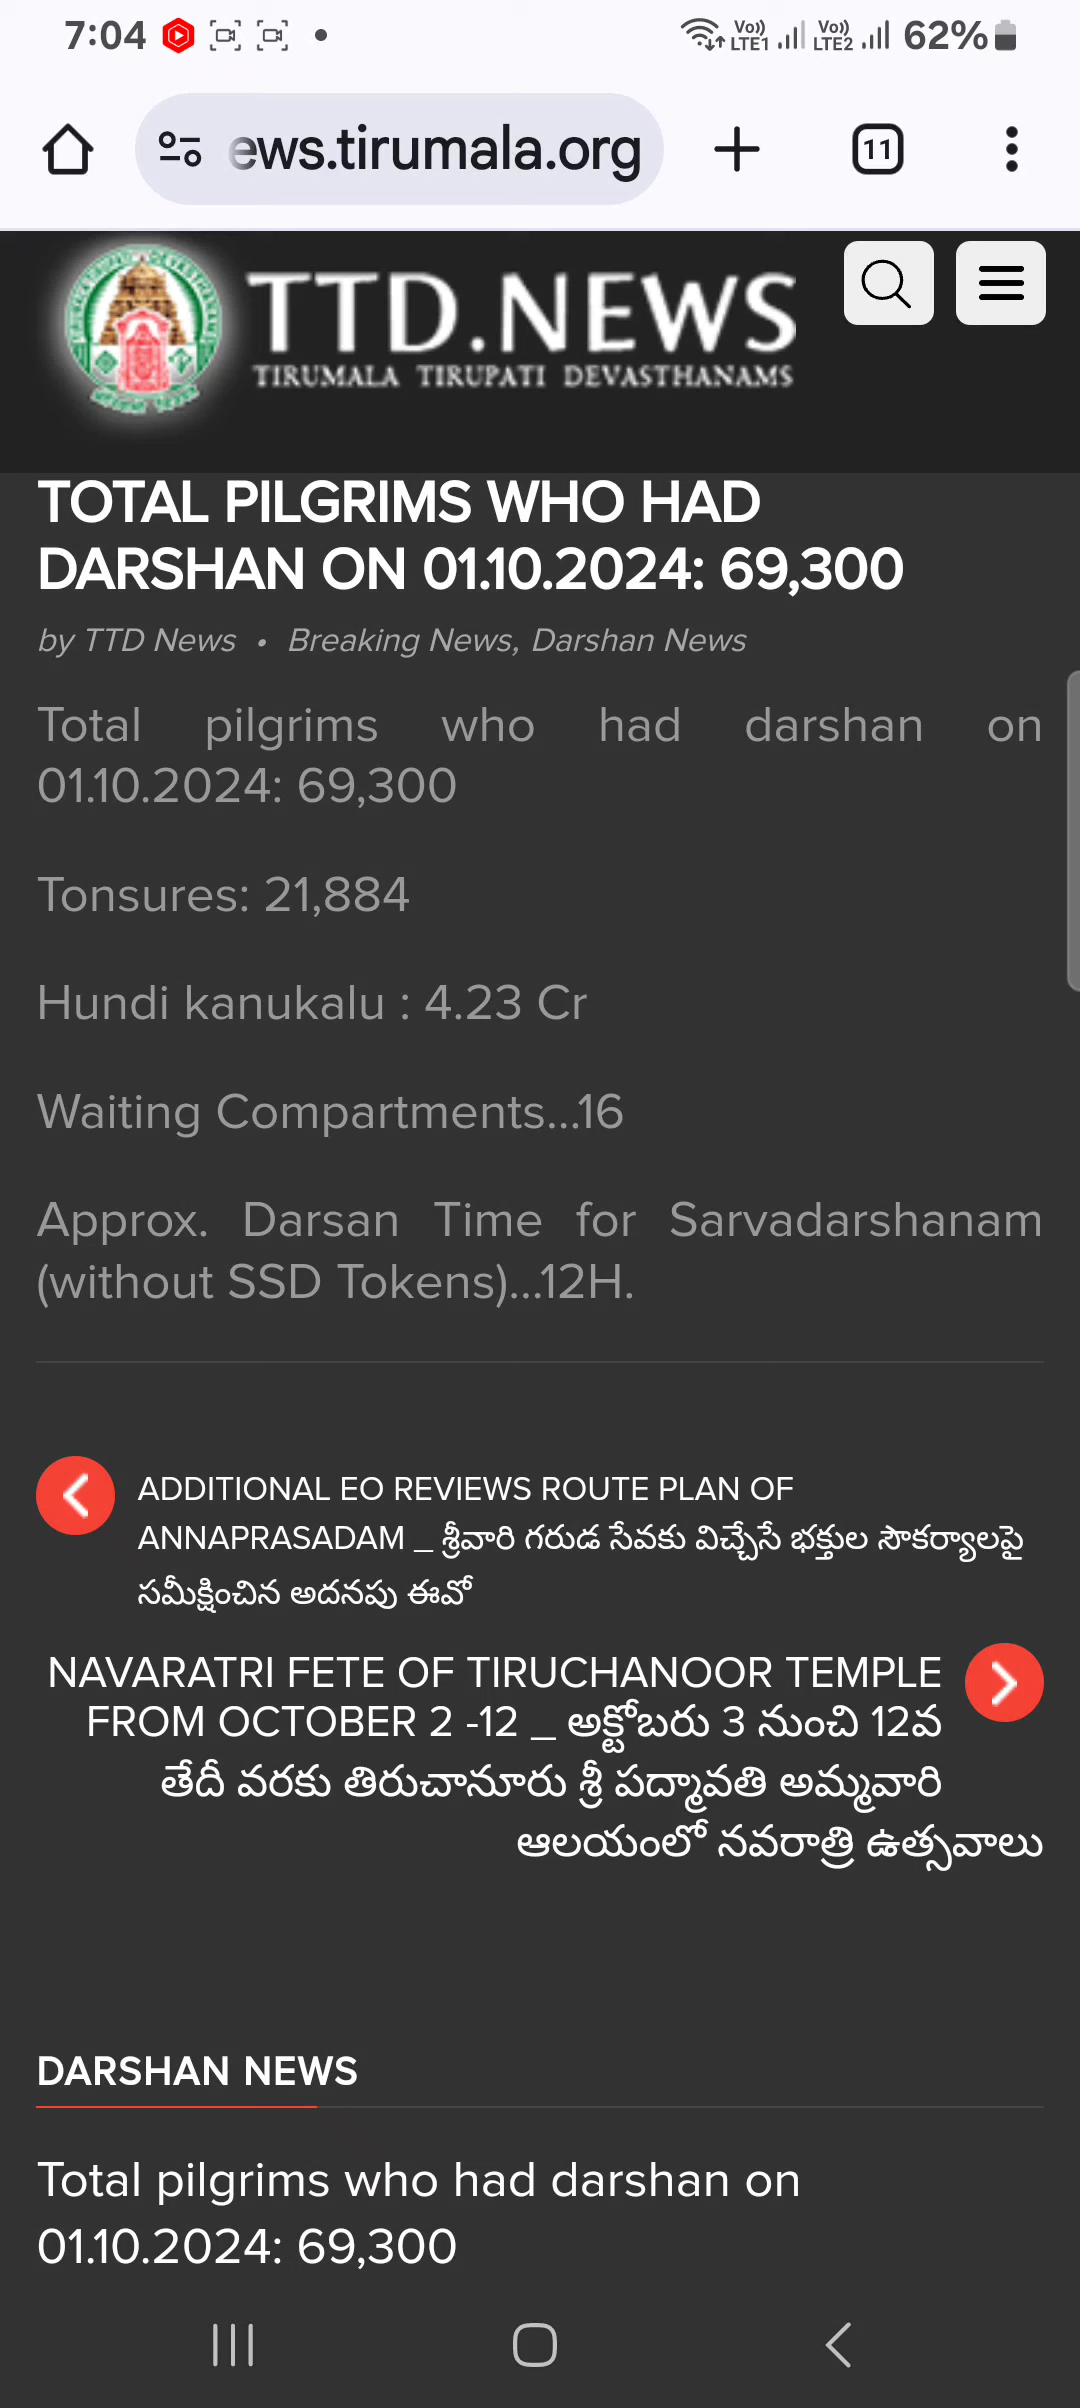 7:04 Vo)) LTE1 Vo)) LTE2 62%
ews.tirumala.org 11
TTD.NEWS
TIRUMALA TIRUPATI DEVASTHANAMS
TOTAL PILGRIMS WHO HAD
DARSHAN ON 01.10.2024: 69,300
by TTD News • Breaking News, Darshan News
Total pilgrims who had darshan on
01.10.2024: 69,300
Tonsures: 21,884
Hundi kanukalu : 4.23 Cr
Waiting Compartments...16
Approx. Darsan Time for Sarvadarshanam
(without SSD Tokens)...12H.
ADDITIONAL EO REVIEWS ROUTE PLAN OF
ANNAPRASADAM _ శ్రీవారి గరుడ సేవకు విచ్చేసే భక్తుల సౌకర్యాలపై
సమీక్షించిన అదనపు ఈవో
NAVARATRI FETE OF TIRUCHANOOR TEMPLE
FROM OCTOBER 2 -12 _ అక్టోబరు 3 నుంచి 12వ
తేదీ వరకు తిరుచానూరు శ్రీ పద్మావతి అమ్మవారి
ఆలయంలో నవరాత్రి ఉత్సవాలు
DARSHAN NEWS
Total pilgrims who had darshan on
01.10.2024: 69,300